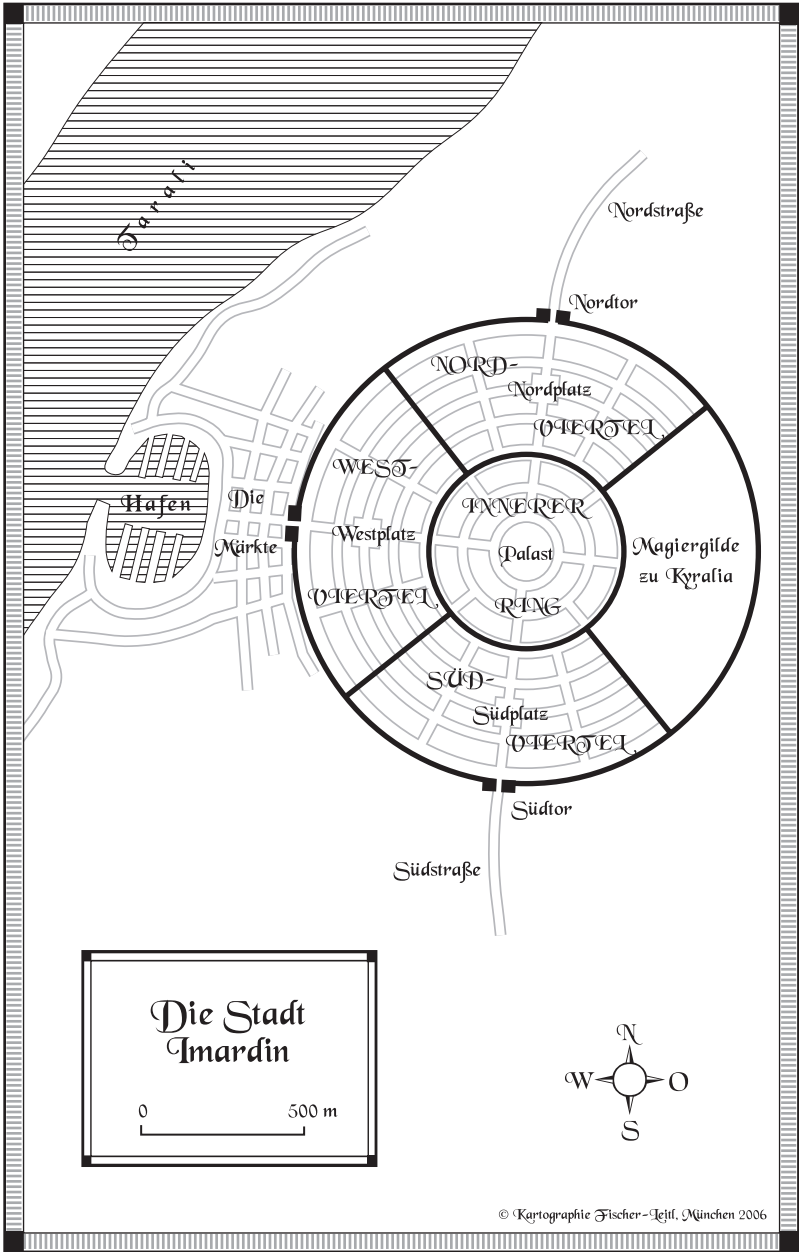 Tarali
Nordstraße
Nordtor
NORD-
Nordplatz
VIERTEL
WEST-
Hafen
Die
Märkte
Westplatz
VIERTEL
INNERER
Palast
RING
Magiergilde
zu Kyralia
SÜD-
Südplatz
VIERTEL
Südtor
Südstraße
Die Stadt
Imardin
0 500 m
N
W O
S
© Kartographie Fischer-Leitl, München 2006